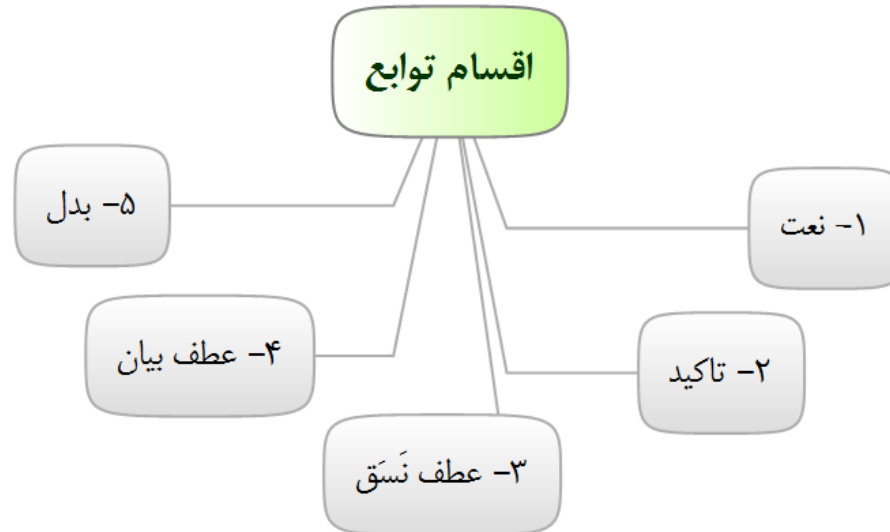 اقسام توابع
۱- نعت
۲- تاکید
۳- عطف نَسَق
۴- عطف بیان
۵- بدل